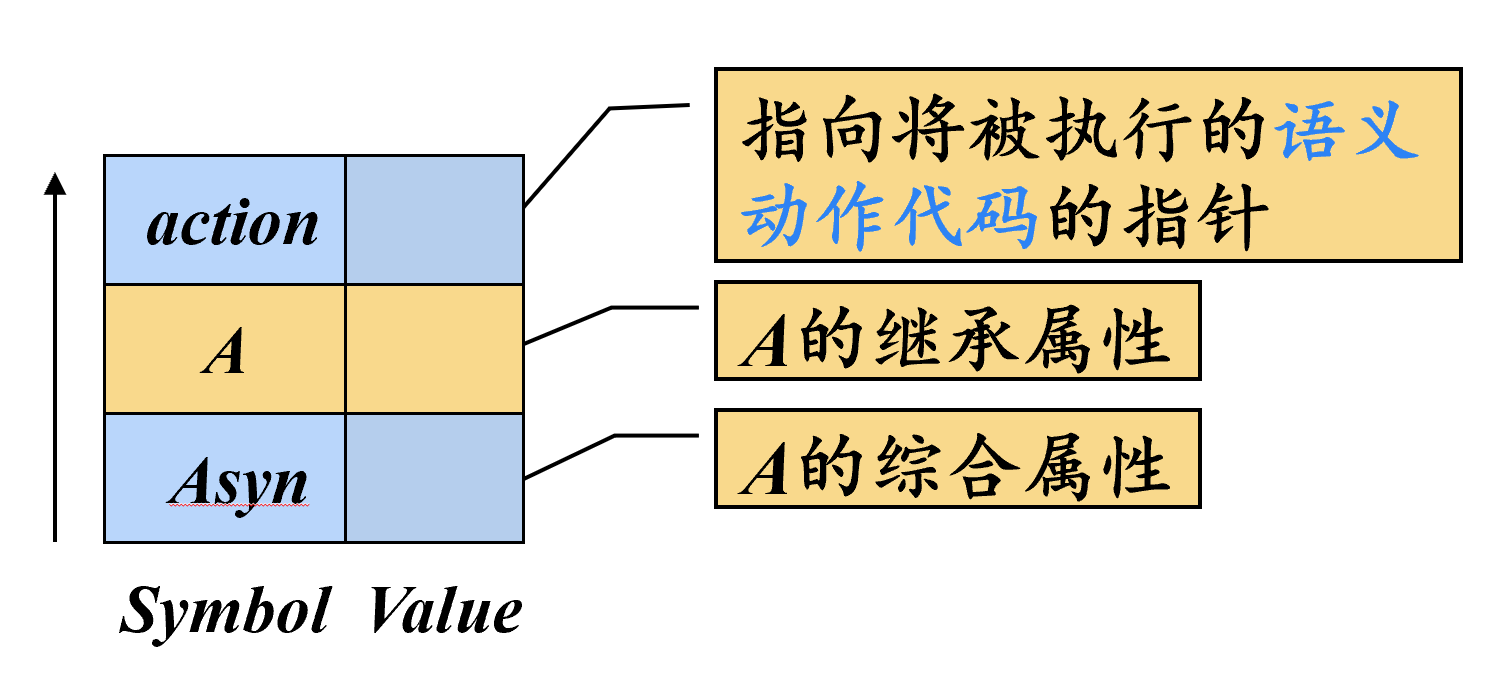 指向将被执行的语义
动作代码的指针
action
A
A的继承属性
Asyn
A的综合属性
Symbol Value